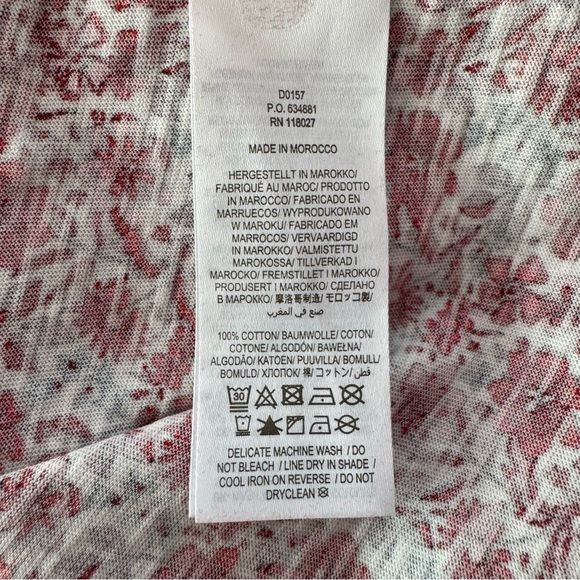 D0157
P.O. 634881
RN 118027
MADE IN MOROCCO
HERGESTELLT IN MAROKKO/
FABRIQUÉ AU MAROC/ PRODOTTO
IN MAROCCO/ FABRICADO EN
MARRUECOS/ WYPRODUKOWANO
W MAROKU/ FABRICADO EM
MARROCOS/ VERVAARDIGD
IN MAROKKO/ VALMISTETTU
MAROKOSSA/ TILLVERKAD I
MAROCKO/ FREMSTILLET I MAROKKO/
PRODUSERT I MAROKKO/ СДЕЛАНО
В МАРОККО/ 摩洛哥制造/ モロッコ製/
صنع في المغرب
100% COTTON/ BAUMWOLLE/ COTON/
COTONE/ ALGODÓN/ BAWEŁNA/
ALGODÃO/ KATOEN/ PUUVILLA/ BOMULL/
BOMULD/ ХЛОПОК/ 棉/ コットン/ قطن
30
DELICATE MACHINE WASH / DO
NOT BLEACH / LINE DRY IN SHADE /
COOL IRON ON REVERSE / DO NOT
DRYCLEAN